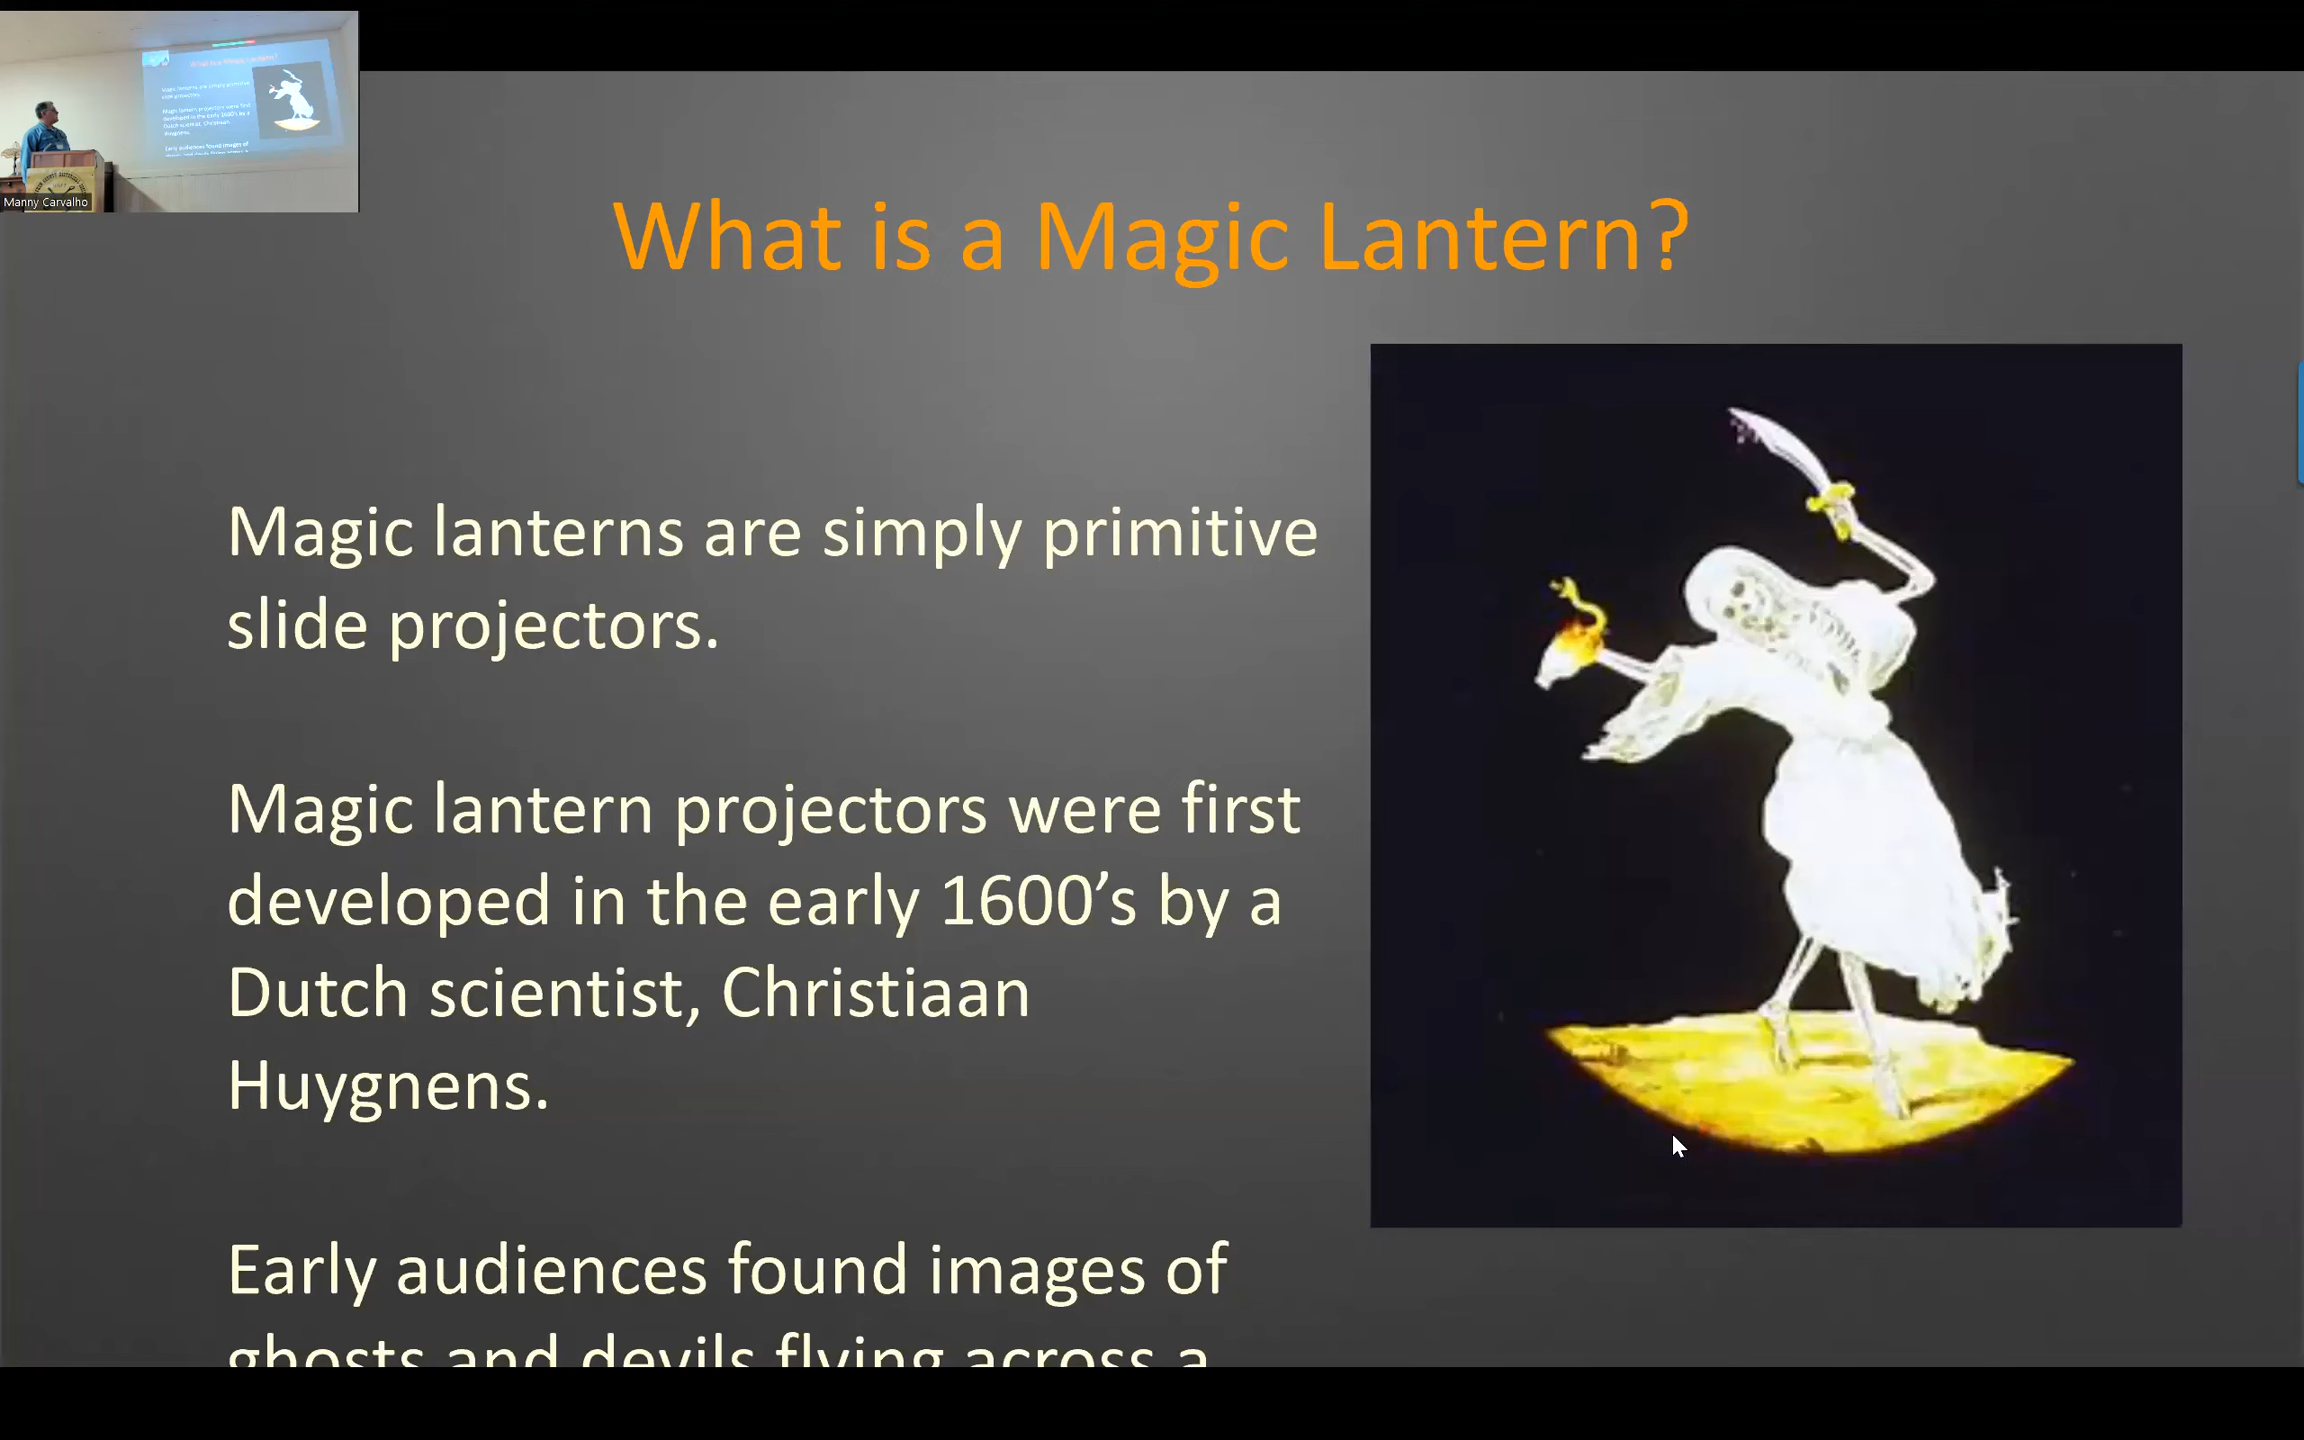 Manny Carvalho
What is a Magic Lantern?
Magic lanterns are simply primitive
slide projectors.
Magic lantern projectors were first
developed in the early 1600’s by a
Dutch scientist, Christiaan
Huygnens.
Early audiences found images of
ghosts and devils flying across a